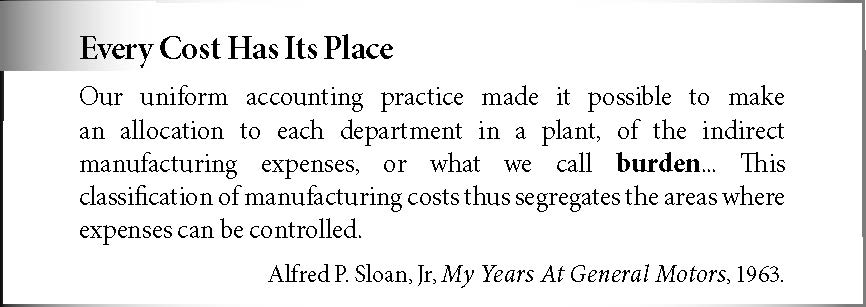 Every Cost Has Its Place
Our uniform accounting practice made it possible to make
an allocation to each department in a plant, of the indirect
manufacturing expenses, or what we call burden... This
classification of manufacturing costs thus segregates the areas where
expenses can be controlled.
Alfred P. Sloan, Jr, My Years At General Motors, 1963.